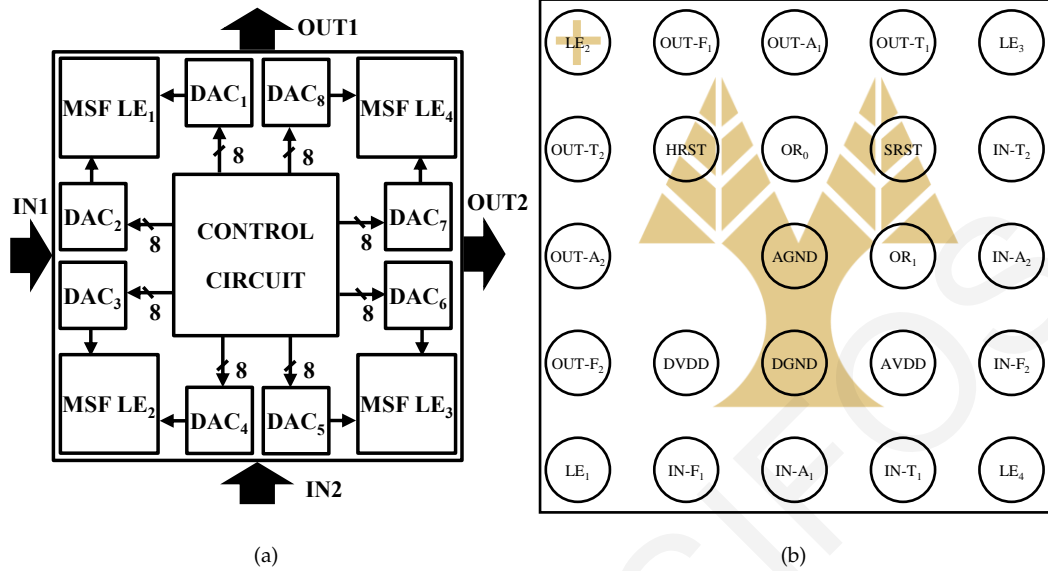 OUT1
MSF LE₁
DAC₁
DAC₈
MSF LE₄
8
8
IN1
DAC₂
8
CONTROL
CIRCUIT
8
DAC₇
OUT2
DAC₃
8
8
DAC₆
MSF LE₂
8
8
MSF LE₃
DAC₄
DAC₅
IN2
(a)
LE₂ OUT-F₁ OUT-A₁ OUT-T₁ LE₃
OUT-T₂ HRST OR₀ SRST IN-T₂
OUT-A₂ AGND OR₁ IN-A₂
OUT-F₂ DVDD DGND AVDD IN-F₂
LE₁ IN-F₁ IN-A₁ IN-T₁ LE₄
(b)